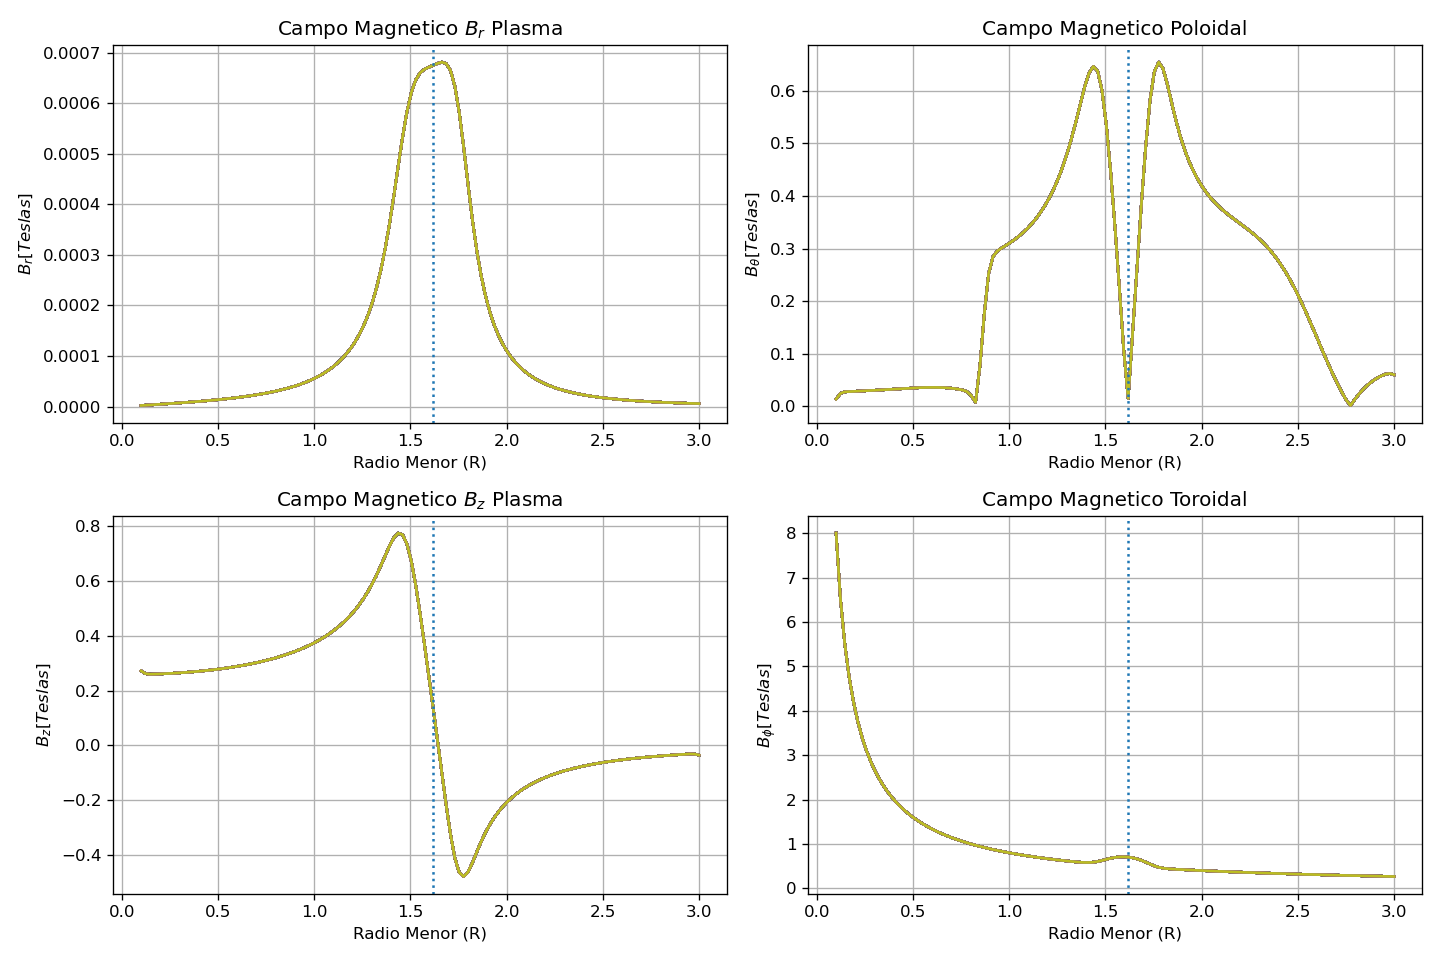 Campo Magnetico $B_r$ Plasma
0.0007
0.0006
0.0005
0.0004
0.0003
0.0002
0.0001
0.0000
$B_r[Teslas]$
0.0 0.5 1.0 1.5 2.0 2.5 3.0
Radio Menor (R)
Campo Magnetico Poloidal
0.6
0.5
0.4
0.3
0.2
0.1
0.0
$B_θ[Teslas]$
0.0 0.5 1.0 1.5 2.0 2.5 3.0
Radio Menor (R)
Campo Magnetico $B_z$ Plasma
0.8
0.6
0.4
0.2
0.0
−0.2
−0.4
$B_z[Teslas]$
0.0 0.5 1.0 1.5 2.0 2.5 3.0
Radio Menor (R)
Campo Magnetico Toroidal
8
7
6
5
4
3
2
1
0
$B_ϕ[Teslas]$
0.0 0.5 1.0 1.5 2.0 2.5 3.0
Radio Menor (R)